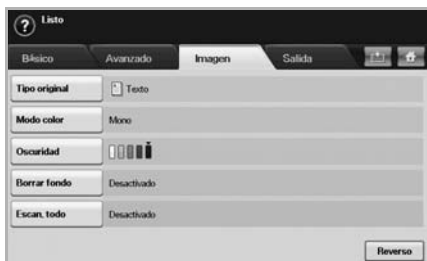 Listo
Básico Avanzado Imagen Salida
Tipo original Texto
Modo color Mono
Oscuridad
Borrar fondo Desactivado
Escan. todo Desactivado
Reverso